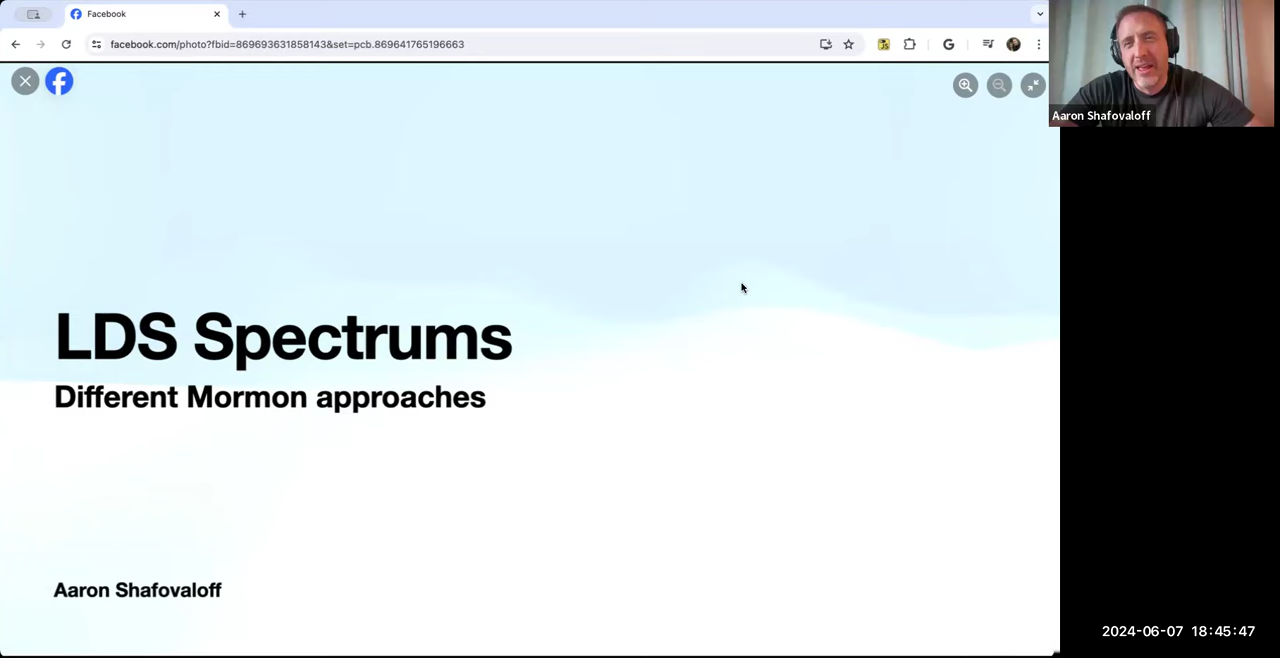 Facebook
facebook.com/photo?fbid=869693631858143&set=pcb.869641765196663
Aaron Shafovaloff
LDS Spectrums
Different Mormon approaches
Aaron Shafovaloff
2024-06-07 18:45:47